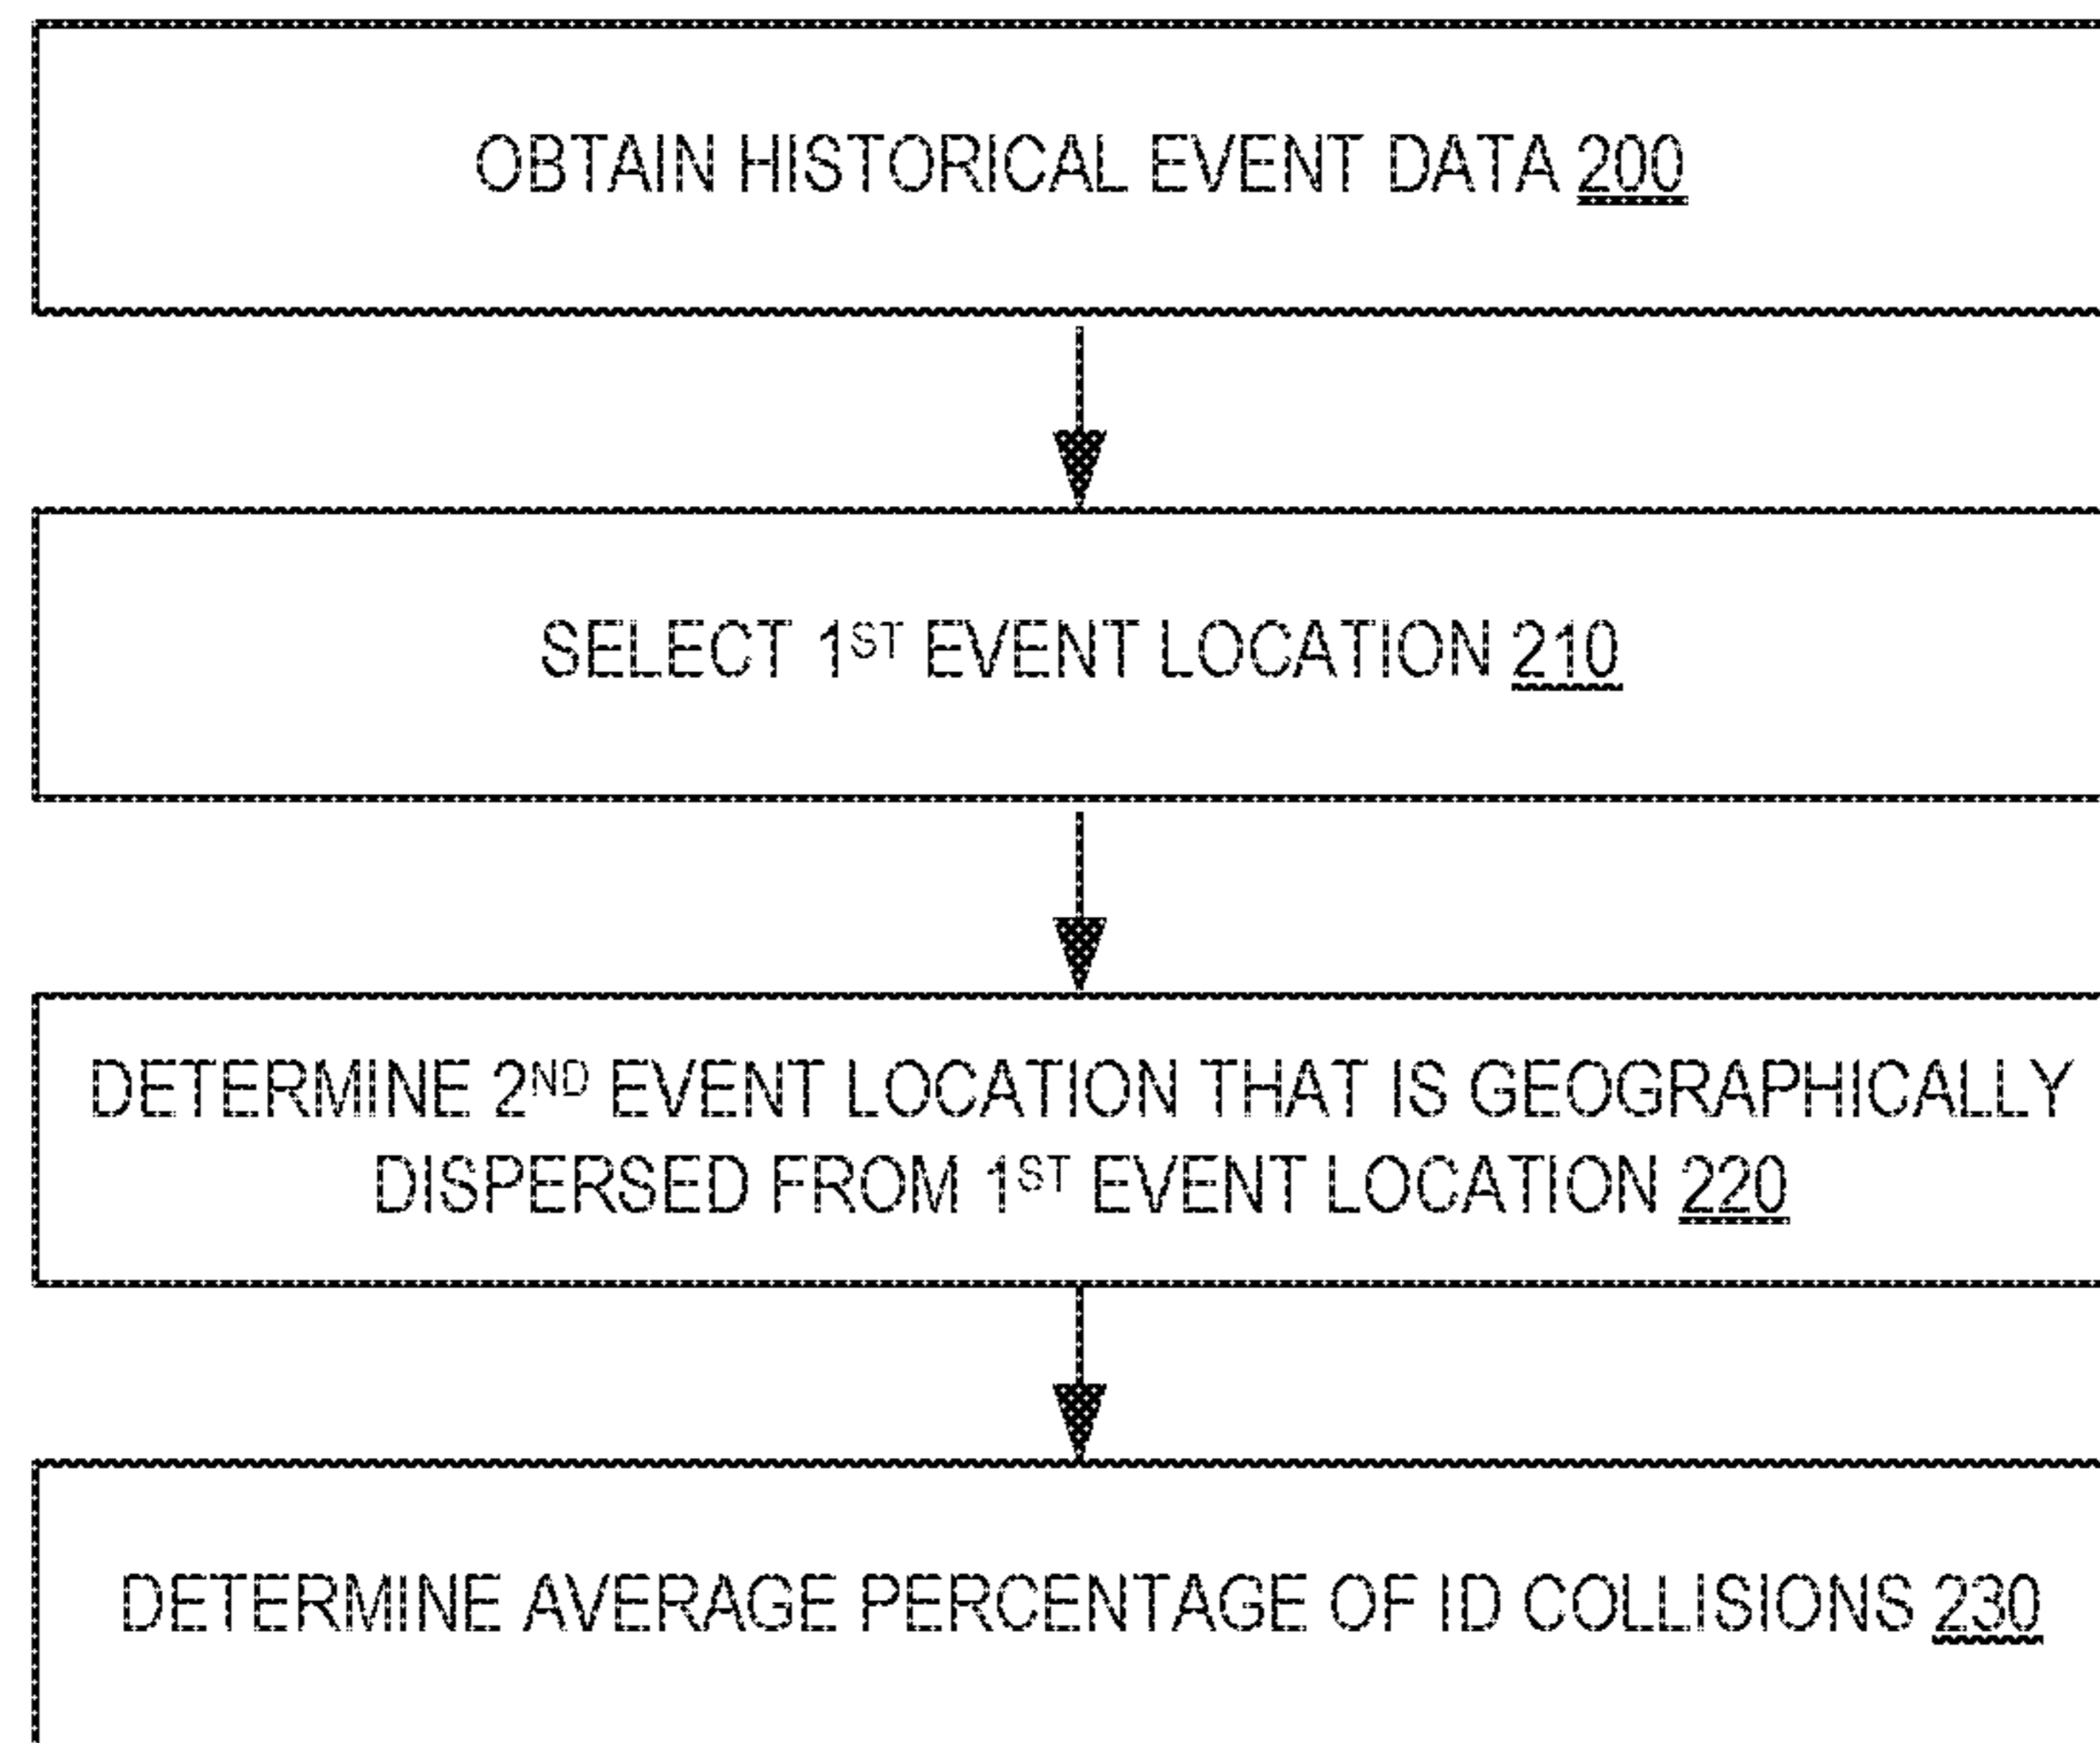 OBTAIN HISTORICAL EVENT DATA 200
SELECT 1ST EVENT LOCATION 210
DETERMINE 2ND EVENT LOCATION THAT IS GEOGRAPHICALLY
DISPERSED FROM 1ST EVENT LOCATION 220
DETERMINE AVERAGE PERCENTAGE OF ID COLLISIONS 230